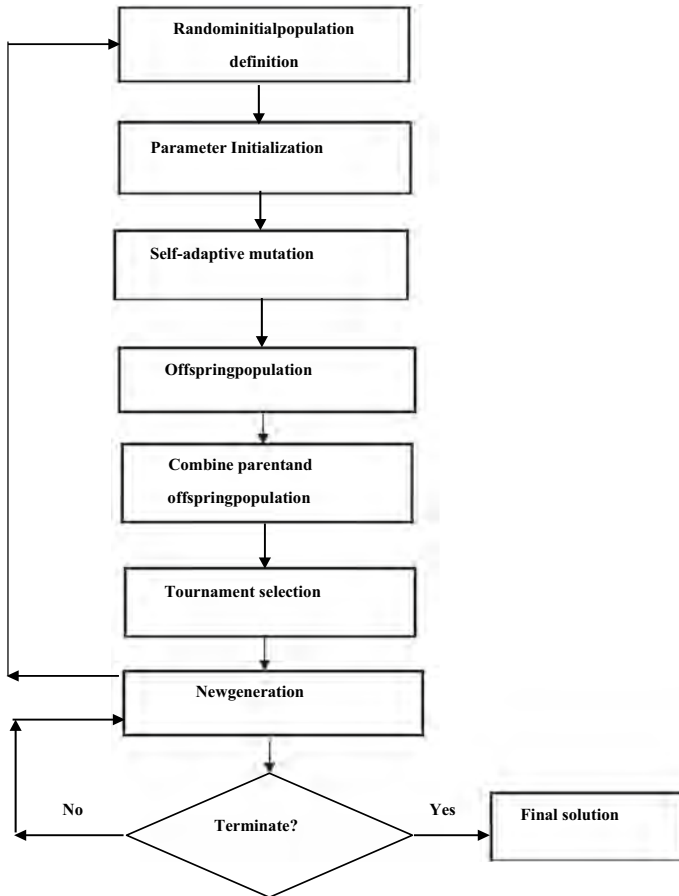 Randominitialpopulation
definition
Parameter Initialization
Self-adaptive mutation
Offspringpopulation
Combine parentand
offspringpopulation
Tournament selection
Newgeneration
No
Terminate?
Yes
Final solution